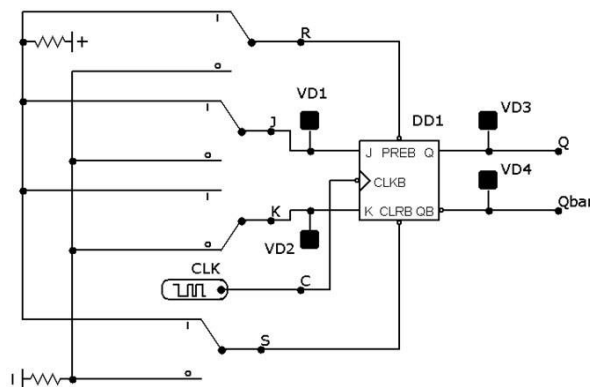 I
R
+
o
VD1
VD3
I
DD1
J
Q
J PREB Q
o
VD4
CLKB
I
K
Qbar
K CLRB QB
o
VD2
CLK
C
I
S
o
I